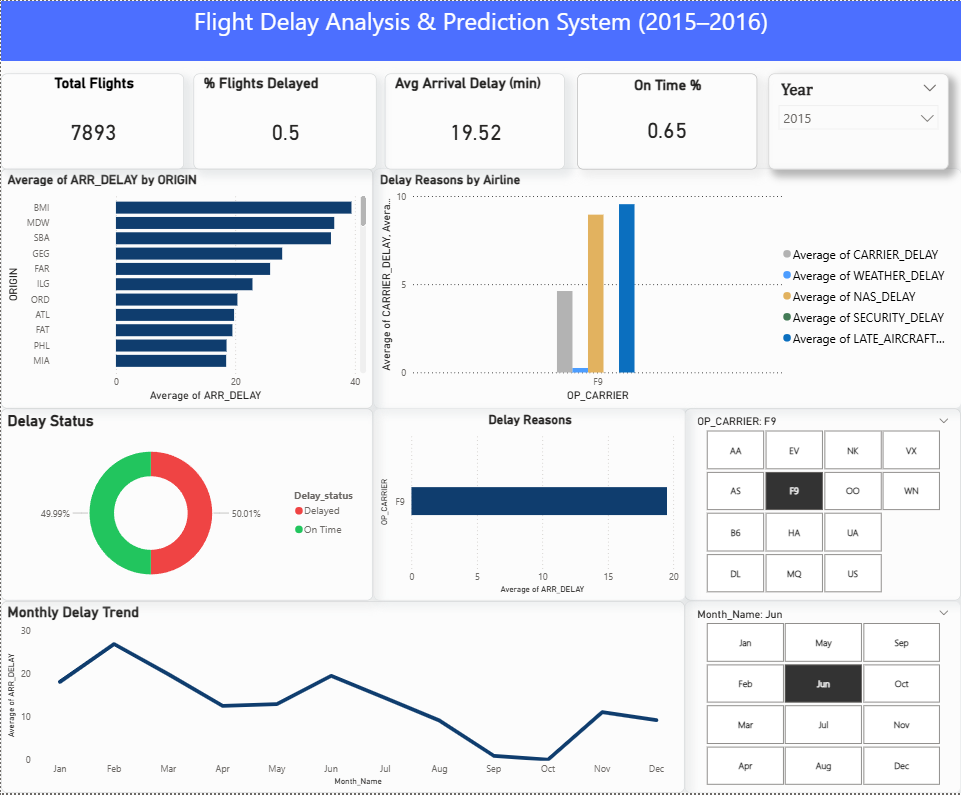 Flight Delay Analysis & Prediction System (2015–2016)
Total Flights
7893
% Flights Delayed
0.5
Avg Arrival Delay (min)
19.52
On Time %
0.65
Year
2015
Average of ARR_DELAY by ORIGIN
ORIGIN
BMI
MDW
SBA
GEG
FAR
ILG
ORD
ATL
FAT
PHL
MIA
0 20 40
Average of ARR_DELAY
Delay Reasons by Airline
Average of CARRIER_DELAY, Avera...
10
5
0
F9
OP_CARRIER
Average of CARRIER_DELAY
Average of WEATHER_DELAY
Average of NAS_DELAY
Average of SECURITY_DELAY
Average of LATE_AIRCRAFT...
Delay Status
49.99%
50.01%
Delay_status
Delayed
On Time
Delay Reasons
OP_CARRIER
F9
0 5 10 15 20
Average of ARR_DELAY
OP_CARRIER: F9
AA EV NK VX
AS F9 OO WN
B6 HA UA
DL MQ US
Monthly Delay Trend
Average of ARR_DELAY
30
20
10
0
Jan Feb Mar Apr May Jun Jul Aug Sep Oct Nov Dec
Month_Name
Month_Name: Jun
Jan May Sep
Feb Jun Oct
Mar Jul Nov
Apr Aug Dec